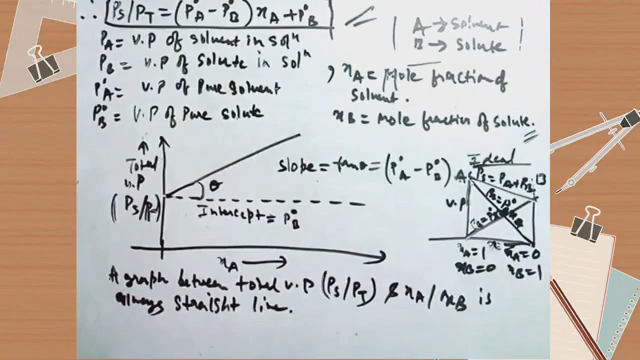 ∴ Ps/PT = (P°A - P°B) xA + P°B
PA = v.p of solvent in solⁿ
PB = v.p of solute in solⁿ
P°A = v.p of Pure solvent
P°B = v.p of Pure solute
A → Solvent
B → Solute
, xA = mole fraction of
solvent.
xB = mole fraction of solute.
Total
v.p
(Ps/PT)
θ
Intercept = P°B
xA →
Slope = tanθ = (P°A - P°B)
Ideal
A
Ps = PA + PB
B
v.p
xA = 1
xA = 0
xB = 0
xB = 1
A graph between total v.p (Ps/PT) & xA/xB is
always straight line.